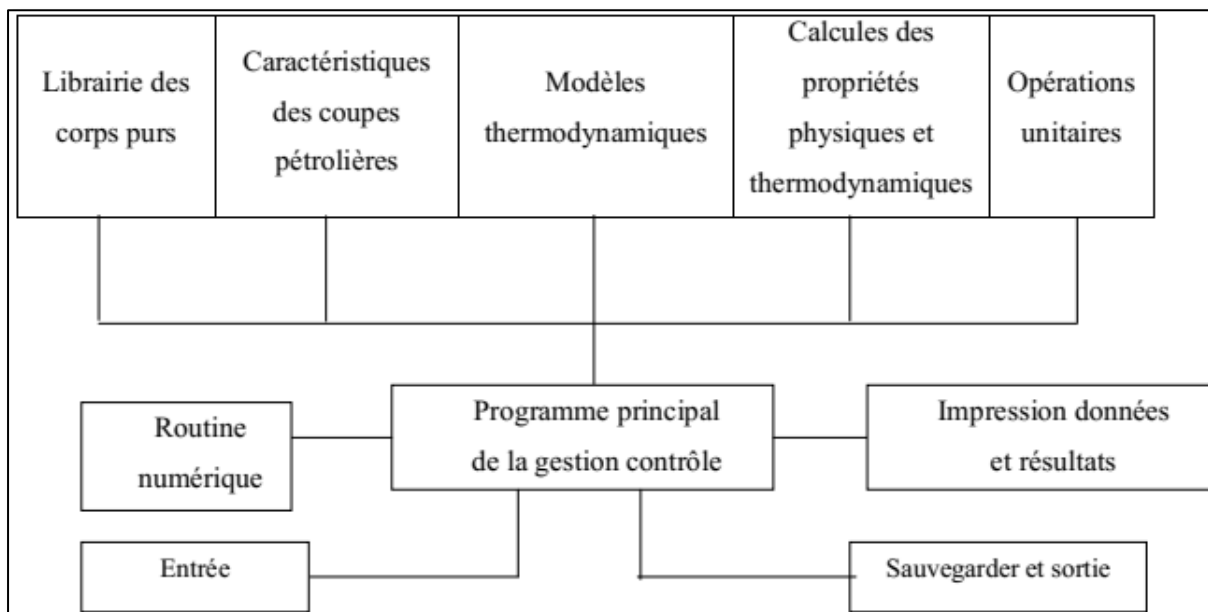 Librairie des
corps purs
Caractéristiques
des coupes
pétrolières
Modèles
thermodynamiques
Calcules des
propriétés
physiques et
thermodynamiques
Opérations
unitaires
Routine
numérique
Programme principal
de la gestion contrôle
Impression données
et résultats
Entrée
Sauvegarder et sortie